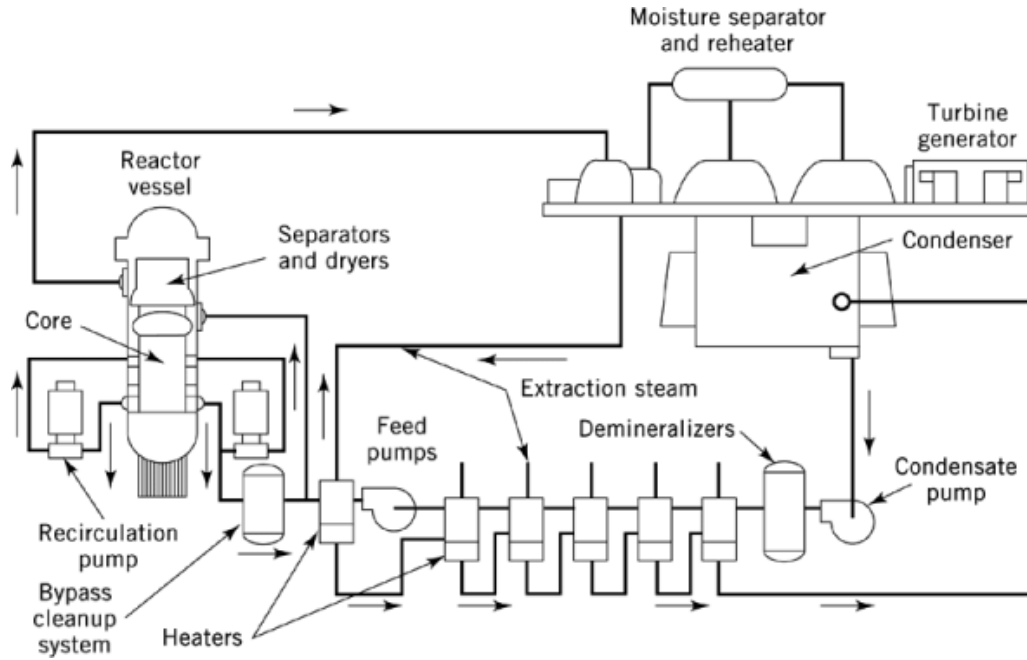 Moisture separator
and reheater
Turbine
generator
Reactor
vessel
Separators
and dryers
Condenser
Core
Extraction steam
Feed
pumps
Demineralizers
Condensate
pump
Recirculation
pump
Bypass
cleanup
system
Heaters